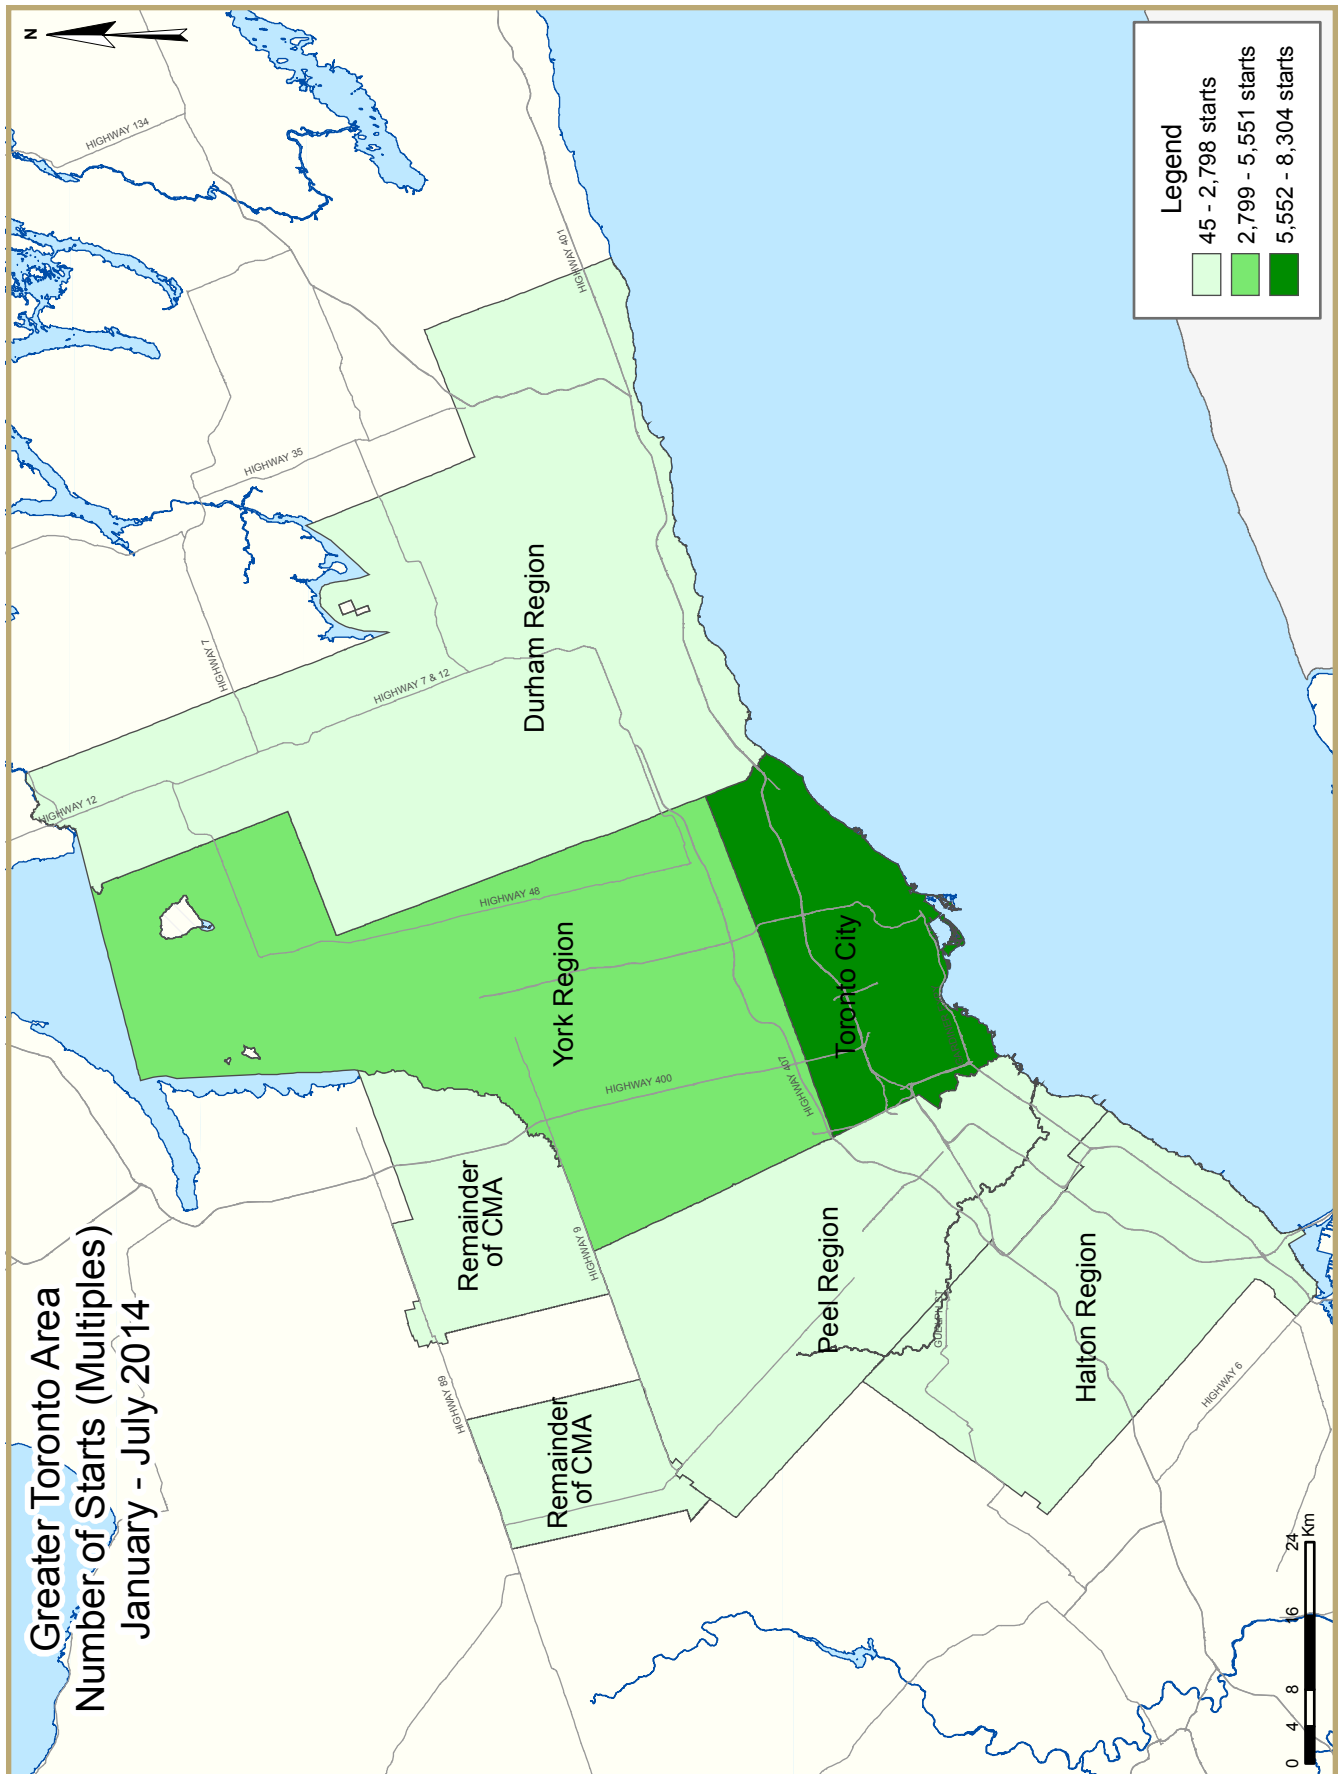 Greater Toronto Area
Number of Starts (Multiples)
January - July 2014
N
HIGHWAY 134
HIGHWAY 401
HIGHWAY 35
HIGHWAY 7
HIGHWAY 7 & 12
HIGHWAY 12
Durham Region
HIGHWAY 48
York Region
HIGHWAY 400
HIGHWAY 407
Toronto City
Remainder
of CMA
HIGHWAY 9
HIGHWAY 89
Remainder
of CMA
Peel Region
GUELPH ST
Halton Region
HIGHWAY 6
Legend
45 - 2,798 starts
2,799 - 5,551 starts
5,552 - 8,304 starts
0 4 8 16 24
Km